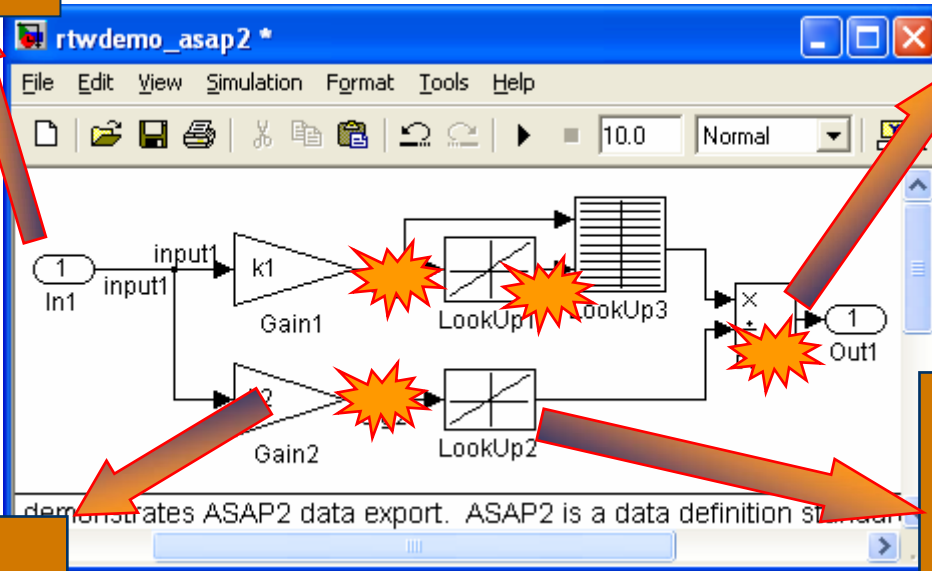 rtwdemo_asap2 *
File Edit View Simulation Format Tools Help
10.0 Normal
1
In1
input1
input1
k1
Gain1
LookUp1
LookUp3
×
÷
1
Out1
Gain2
LookUp2
demonstrates ASAP2 data export. ASAP2 is a data definition